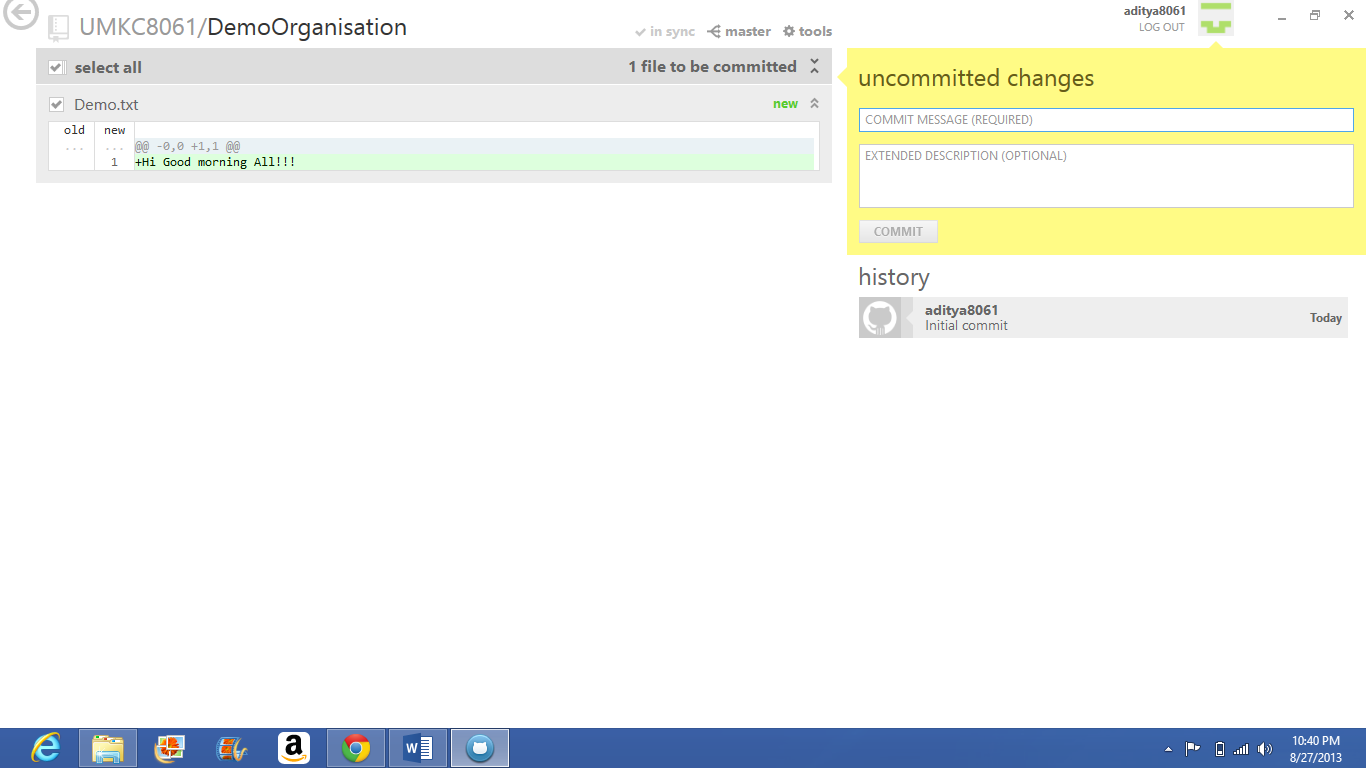 UMKC8061/DemoOrganisation
in sync master tools
aditya8061
LOG OUT
select all 1 file to be committed
Demo.txt new
old new
... ... @@ -0,0 +1,1 @@
1 +Hi Good morning All!!!
uncommitted changes
COMMIT MESSAGE (REQUIRED)
EXTENDED DESCRIPTION (OPTIONAL)
COMMIT
history
aditya8061
Initial commit
Today
10:40 PM
8/27/2013